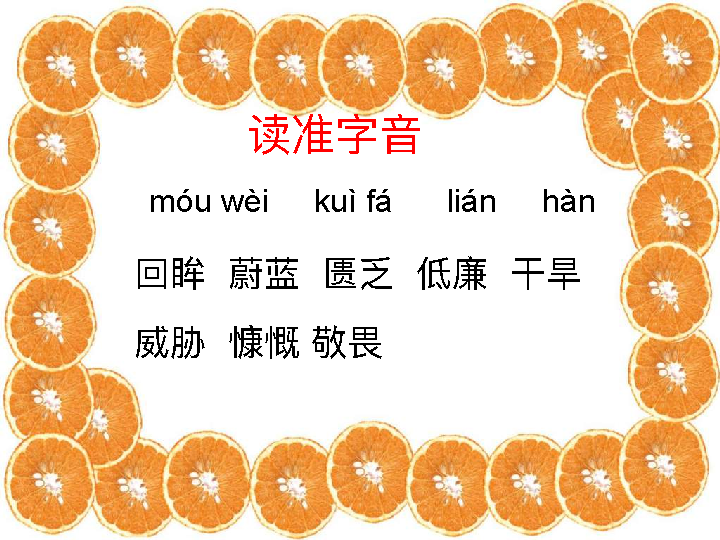 读准字音
móu wèi kuì fá lián hàn
回眸 蔚蓝 匮乏 低廉 干旱
威胁 慷慨 敬畏